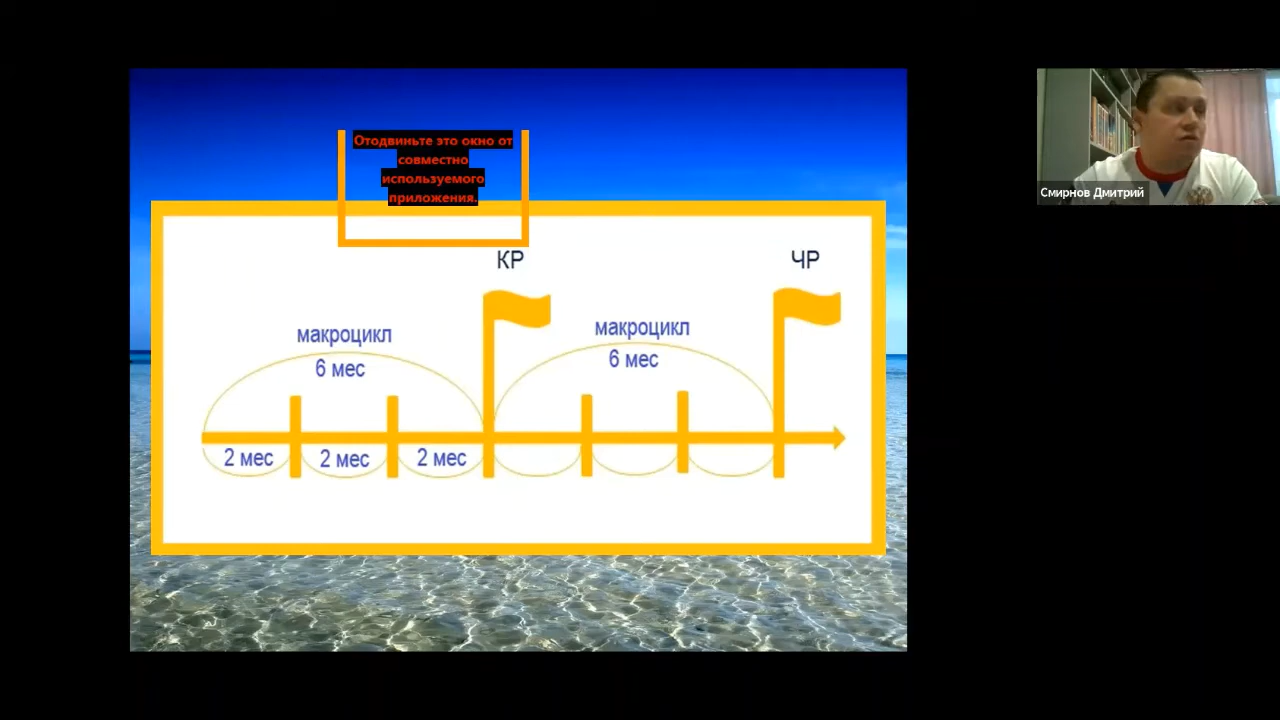 Отодвиньте это окно от
совместно
используемого
приложения.
КР
ЧР
макроцикл
6 мес
макроцикл
6 мес
2 мес
2 мес
2 мес
Смирнов Дмитрий